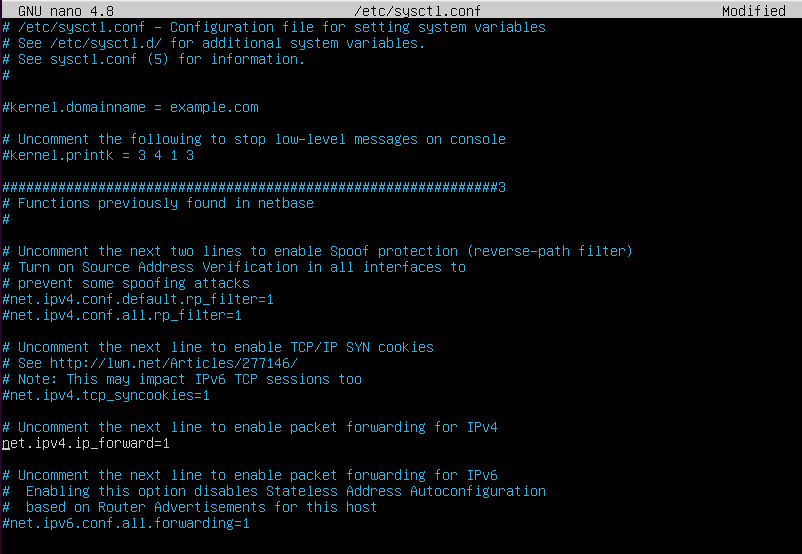 GNU nano 4.8 /etc/sysctl.conf Modified
# /etc/sysctl.conf - Configuration file for setting system variables
# See /etc/sysctl.d/ for additional system variables.
# See sysctl.conf (5) for information.
#
#kernel.domainname = example.com
# Uncomment the following to stop low-level messages on console
#kernel.printk = 3 4 1 3
##############################################################3
# Functions previously found in netbase
#
# Uncomment the next two lines to enable Spoof protection (reverse-path filter)
# Turn on Source Address Verification in all interfaces to
# prevent some spoofing attacks
#net.ipv4.conf.default.rp_filter=1
#net.ipv4.conf.all.rp_filter=1
# Uncomment the next line to enable TCP/IP SYN cookies
# See http://lwn.net/Articles/277146/
# Note: This may impact IPv6 TCP sessions too
#net.ipv4.tcp_syncookies=1
# Uncomment the next line to enable packet forwarding for IPv4
net.ipv4.ip_forward=1
# Uncomment the next line to enable packet forwarding for IPv6
#  Enabling this option disables Stateless Address Autoconfiguration
#  based on Router Advertisements for this host
#net.ipv6.conf.all.forwarding=1